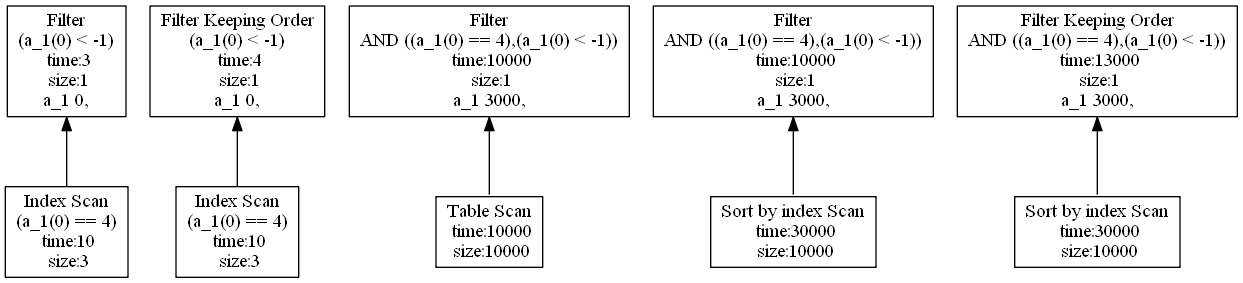 Filter
(a_1(0) < -1)
time:3
size:1
a_1 0,
Index Scan
(a_1(0) == 4)
time:10
size:3
Filter Keeping Order
(a_1(0) < -1)
time:4
size:1
a_1 0,
Index Scan
(a_1(0) == 4)
time:10
size:3
Filter
AND ((a_1(0) == 4),(a_1(0) < -1))
time:10000
size:1
a_1 3000,
Table Scan
time:10000
size:10000
Filter
AND ((a_1(0) == 4),(a_1(0) < -1))
time:10000
size:1
a_1 3000,
Sort by index Scan
time:30000
size:10000
Filter Keeping Order
AND ((a_1(0) == 4),(a_1(0) < -1))
time:13000
size:1
a_1 3000,
Sort by index Scan
time:30000
size:10000